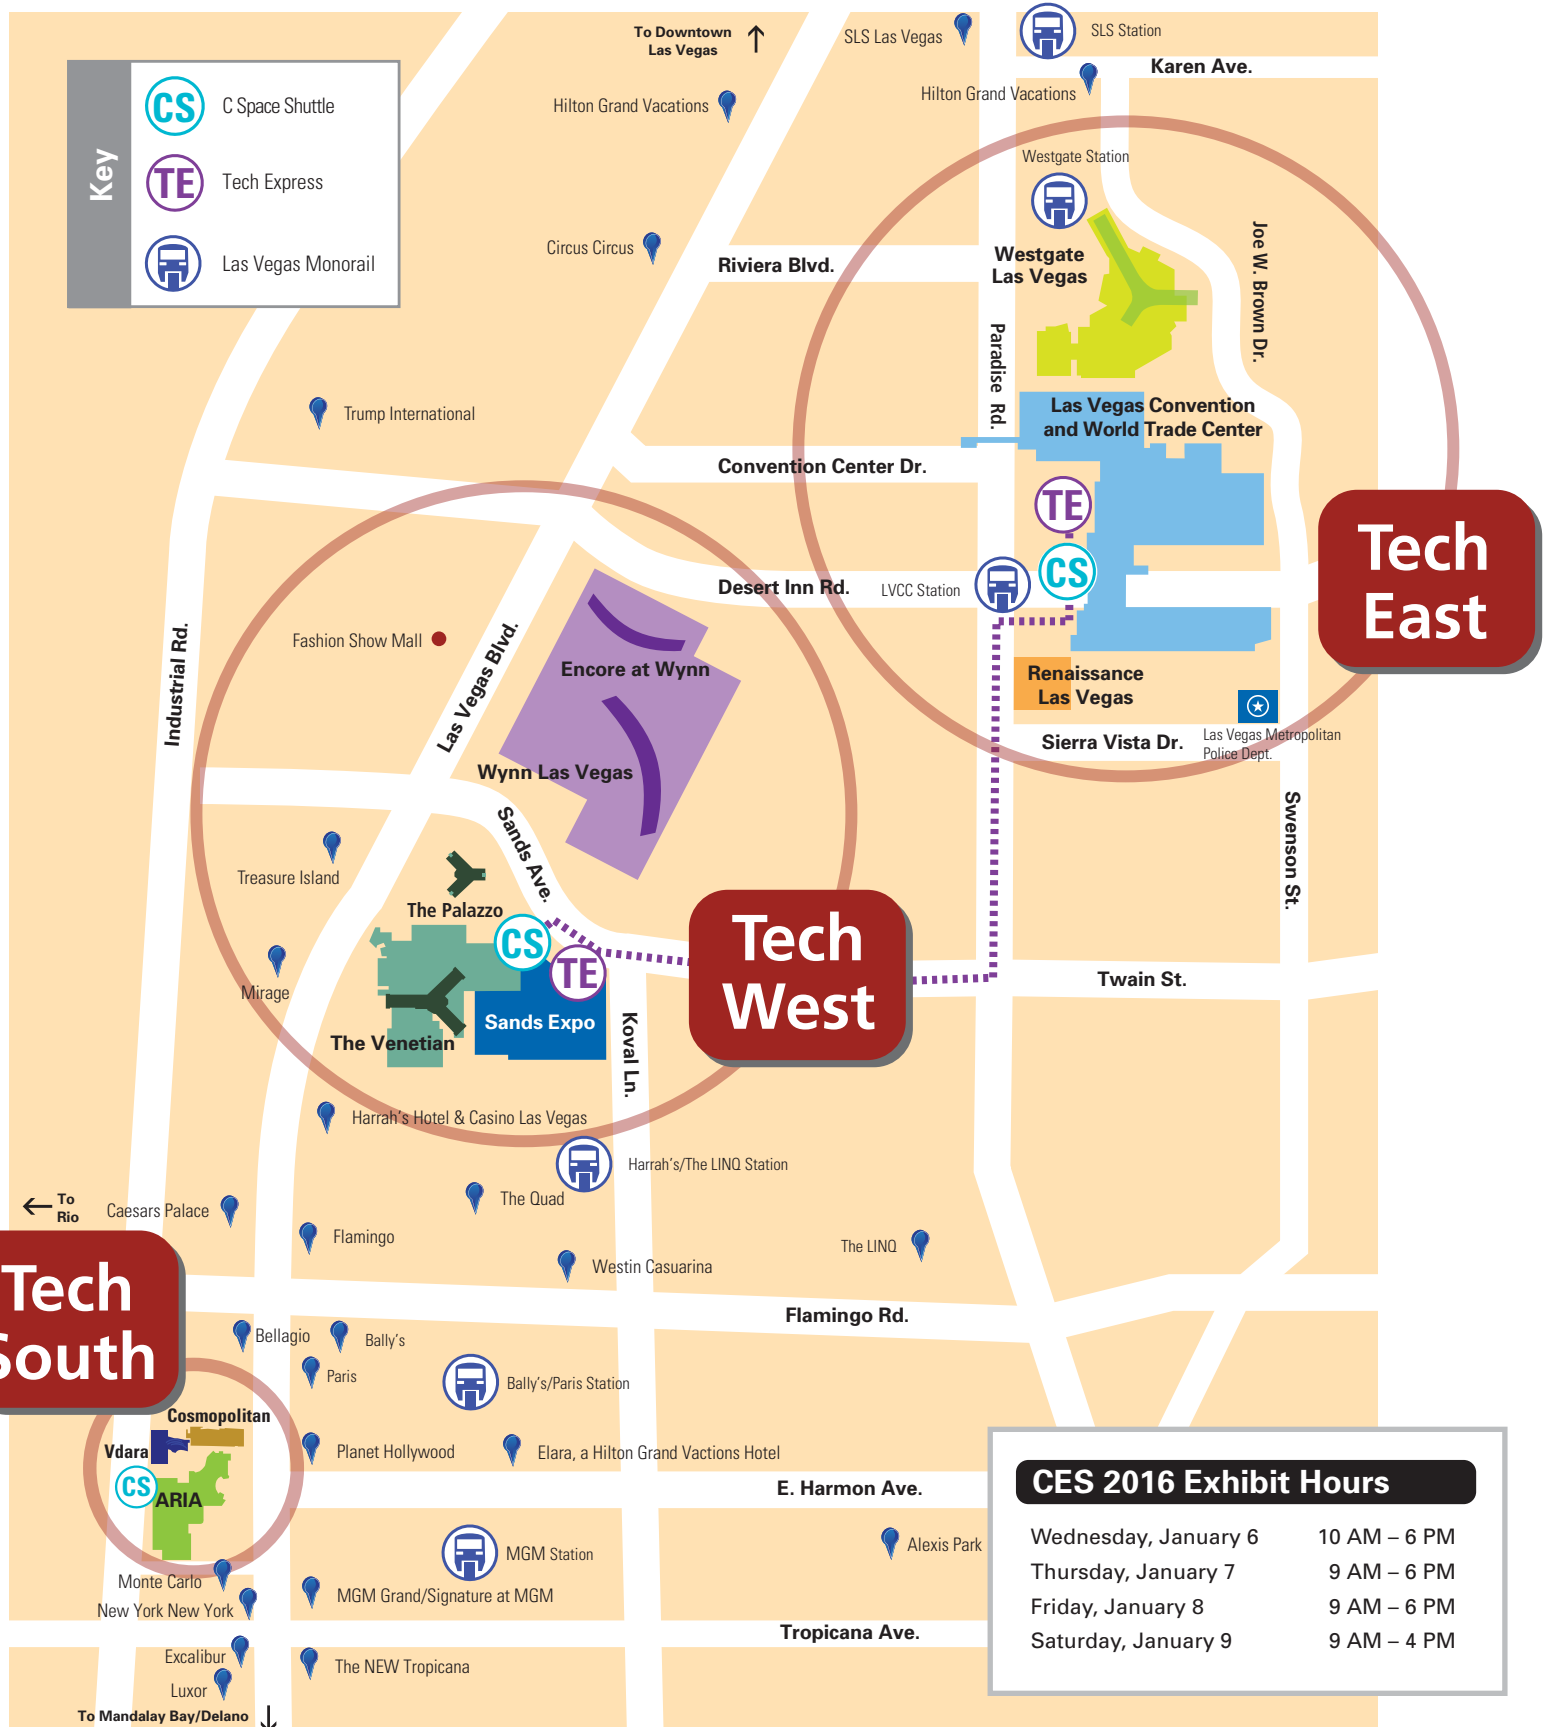 To Downtown
Las Vegas
SLS Las Vegas
SLS Station
Karen Ave.
Hilton Grand Vacations
Hilton Grand Vacations
Key
CS
C Space Shuttle
TE
Tech Express
Las Vegas Monorail
Westgate Station
Circus Circus
Riviera Blvd.
Westgate
Las Vegas
Joe W. Brown Dr.
Paradise Rd.
Trump International
Las Vegas Convention
and World Trade Center
Convention Center Dr.
TE
CS
Tech
East
Desert Inn Rd.
LVCC Station
Fashion Show Mall
Industrial Rd.
Las Vegas Blvd.
Encore at Wynn
Renaissance
Las Vegas
Sierra Vista Dr.
Las Vegas Metropolitan
Police Dept.
Wynn Las Vegas
Sands Ave.
Swenson St.
Treasure Island
The Palazzo
CS
TE
Tech
West
Twain St.
Mirage
Sands Expo
The Venetian
Koval Ln.
Harrah's Hotel & Casino Las Vegas
Harrah's/The LINQ Station
To
Rio
Caesars Palace
The Quad
Flamingo
The LINQ
Westin Casuarina
Tech
South
Flamingo Rd.
Bellagio
Bally's
Paris
Bally's/Paris Station
Cosmopolitan
Vdara
Planet Hollywood
Elara, a Hilton Grand Vactions Hotel
CS
ARIA
E. Harmon Ave.
CES 2016 Exhibit Hours
Wednesday, January 6 10 AM – 6 PM
Thursday, January 7 9 AM – 6 PM
Friday, January 8 9 AM – 6 PM
Saturday, January 9 9 AM – 4 PM
MGM Station
Alexis Park
Monte Carlo
MGM Grand/Signature at MGM
New York New York
Tropicana Ave.
Excalibur
The NEW Tropicana
Luxor
To Mandalay Bay/Delano